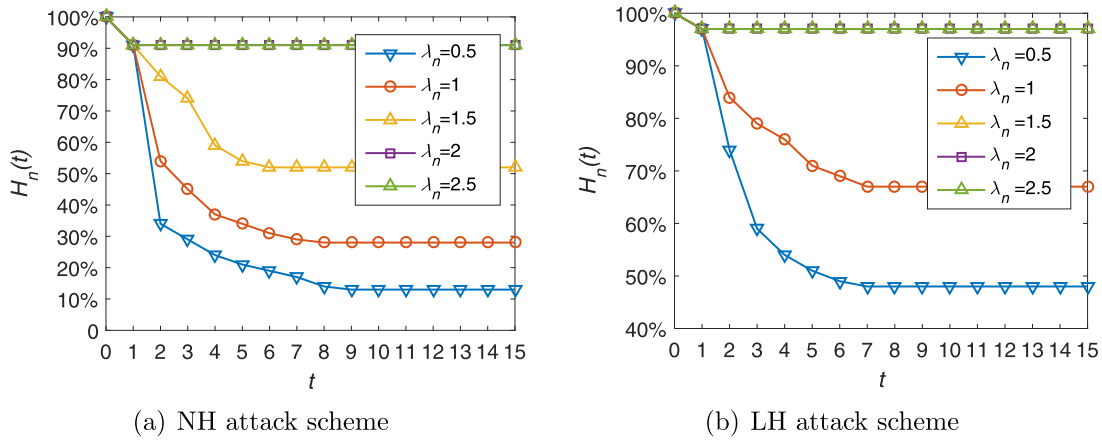 100%
90%
80%
70%
60%
50%
40%
30%
20%
10%
0
H_n(t)
0 1 2 3 4 5 6 7 8 9 10 11 12 13 14 15
t
λ_n=0.5
λ_n=1
λ_n=1.5
λ_n=2
λ_n=2.5
(a) NH attack scheme
100%
90%
80%
70%
60%
50%
40%
H_n(t)
0 1 2 3 4 5 6 7 8 9 10 11 12 13 14 15
t
λ_n=0.5
λ_n=1
λ_n=1.5
λ_n=2
λ_n=2.5
(b) LH attack scheme